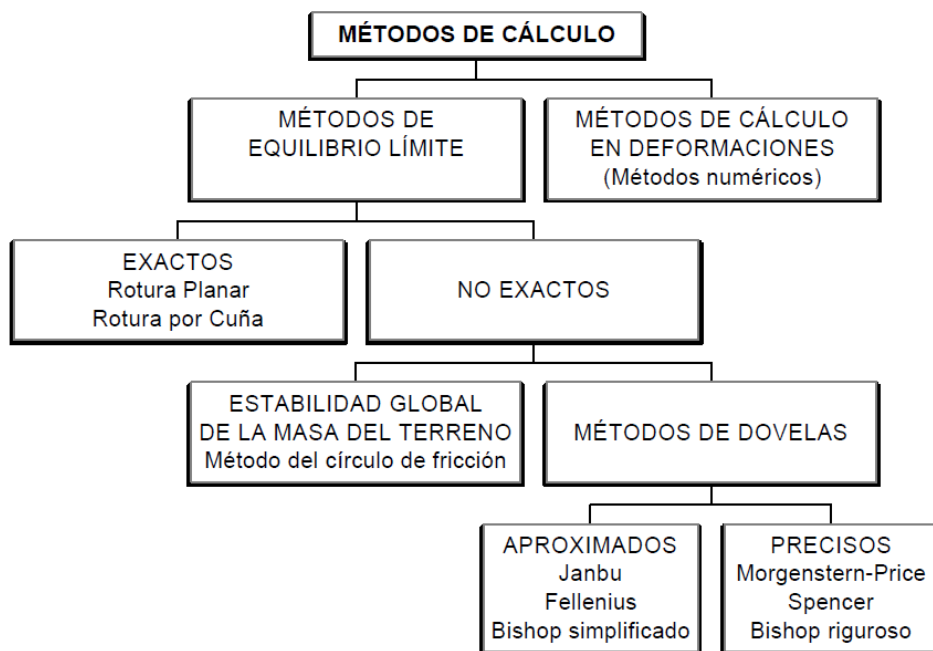 MÉTODOS DE CÁLCULO
MÉTODOS DE
EQUILIBRIO LÍMITE
MÉTODOS DE CÁLCULO
EN DEFORMACIONES
(Métodos numéricos)
EXACTOS
Rotura Planar
Rotura por Cuña
NO EXACTOS
ESTABILIDAD GLOBAL
DE LA MASA DEL TERRENO
Método del círculo de fricción
MÉTODOS DE DOVELAS
APROXIMADOS
Janbu
Fellenius
Bishop simplificado
PRECISOS
Morgenstern-Price
Spencer
Bishop riguroso